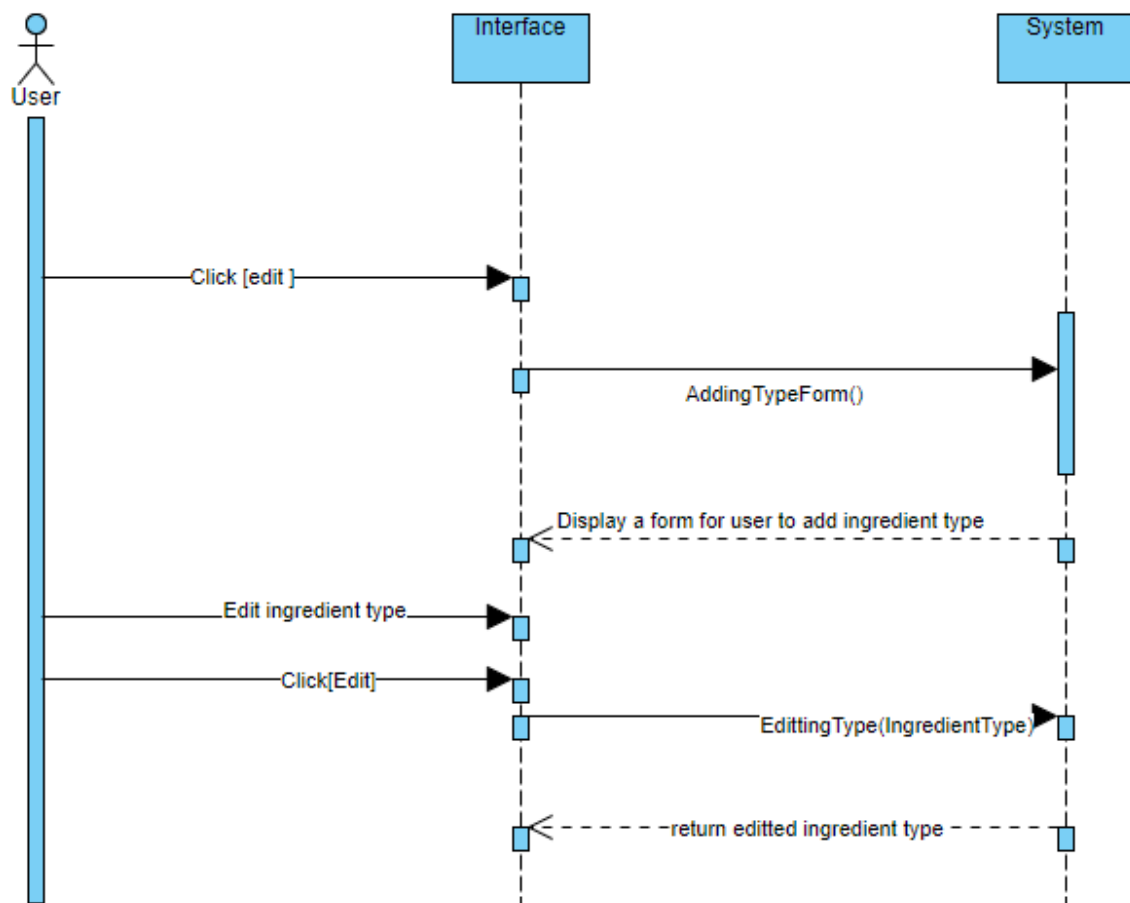 Interface
System
User
Click [edit ]
AddingTypeForm()
Display a form for user to add ingredient type
Edit ingredient type
Click[Edit]
EdittingType(IngredientType)
return editted ingredient type